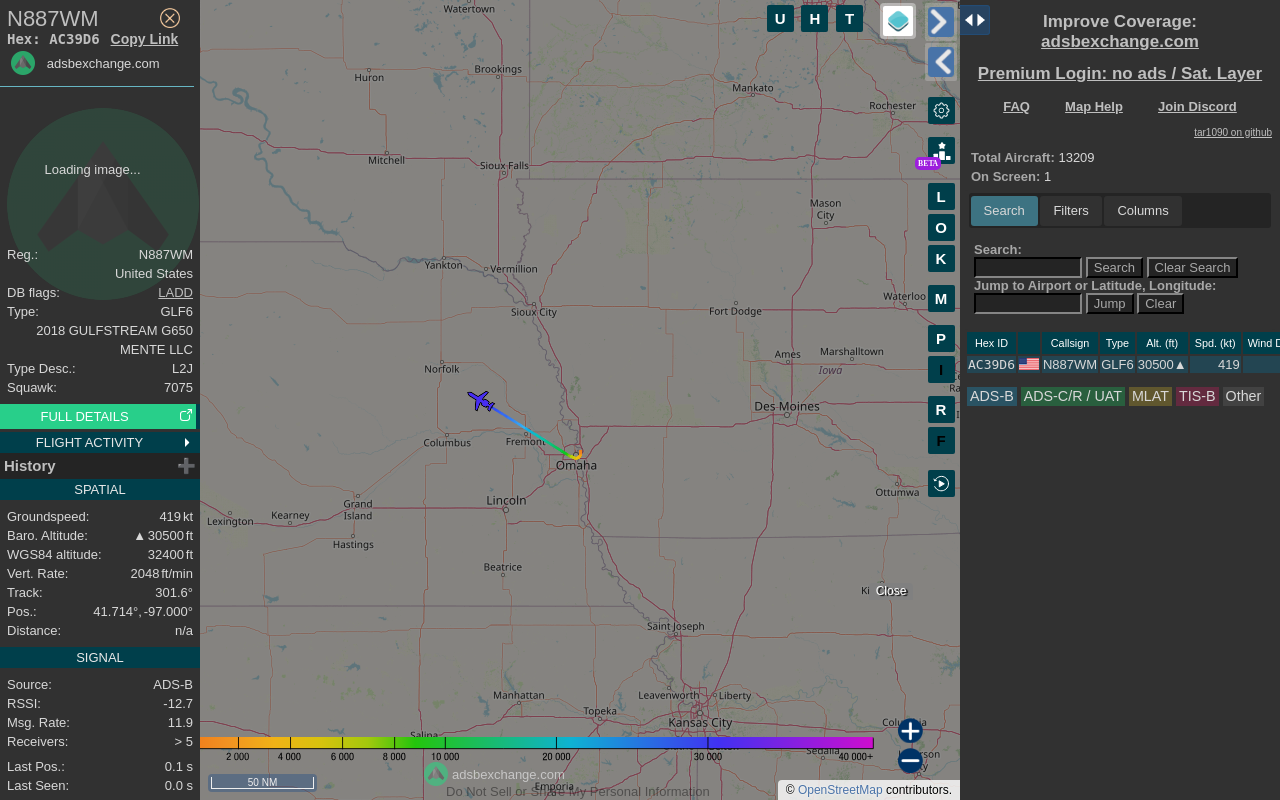 N887WM
Hex: AC39D6 Copy Link
adsbexchange.com
Loading image...
Reg.: N887WM
United States
DB flags: LADD
Type: GLF6
2018 GULFSTREAM G650
MENTE LLC
Type Desc.: L2J
Squawk: 7075
FULL DETAILS
FLIGHT ACTIVITY
History
SPATIAL
Groundspeed: 419 kt
Baro. Altitude: ▲ 30500 ft
WGS84 altitude: 32400 ft
Vert. Rate: 2048 ft/min
Track: 301.6°
Pos.: 41.714°, -97.000°
Distance: n/a
SIGNAL
Source: ADS-B
RSSI: -12.7
Msg. Rate: 11.9
Receivers: > 5
Last Pos.: 0.1 s
Last Seen: 0.0 s
Watertown
Huron
Brookings
Mankato
Rochester
Mitchell
Sioux Falls
Mason
City
Yankton
Vermillion
Sioux City
Fort Dodge
Waterloo
Ames
Marshalltown
Iowa
Norfolk
Des Moines
Columbus
Fremont
Omaha
Lincoln
Grand
Island
Kearney
Lexington
Hastings
Ottumwa
Beatrice
Ki
Close
Saint Joseph
Manhattan
Leavenworth
Liberty
Topeka
Kansas City
Salina
Sedalia
Emporia
U H T
BETA
L
O
K
M
P
I
R
F
2 000 4 000 6 000 8 000 10 000 20 000 30 000 40 000+
50 NM
adsbexchange.com
Do Not Sell or Share My Personal Information
© OpenStreetMap contributors.
Improve Coverage:
adsbexchange.com
Premium Login: no ads / Sat. Layer
FAQ Map Help Join Discord
tar1090 on github
Total Aircraft: 13209
On Screen: 1
Search Filters Columns
Search:
Search Clear Search
Jump to Airport or Latitude, Longitude:
Jump Clear
Hex ID Callsign Type Alt. (ft) Spd. (kt) Wind D
AC39D6 N887WM GLF6 30500▲ 419
ADS-B ADS-C/R / UAT MLAT TIS-B Other